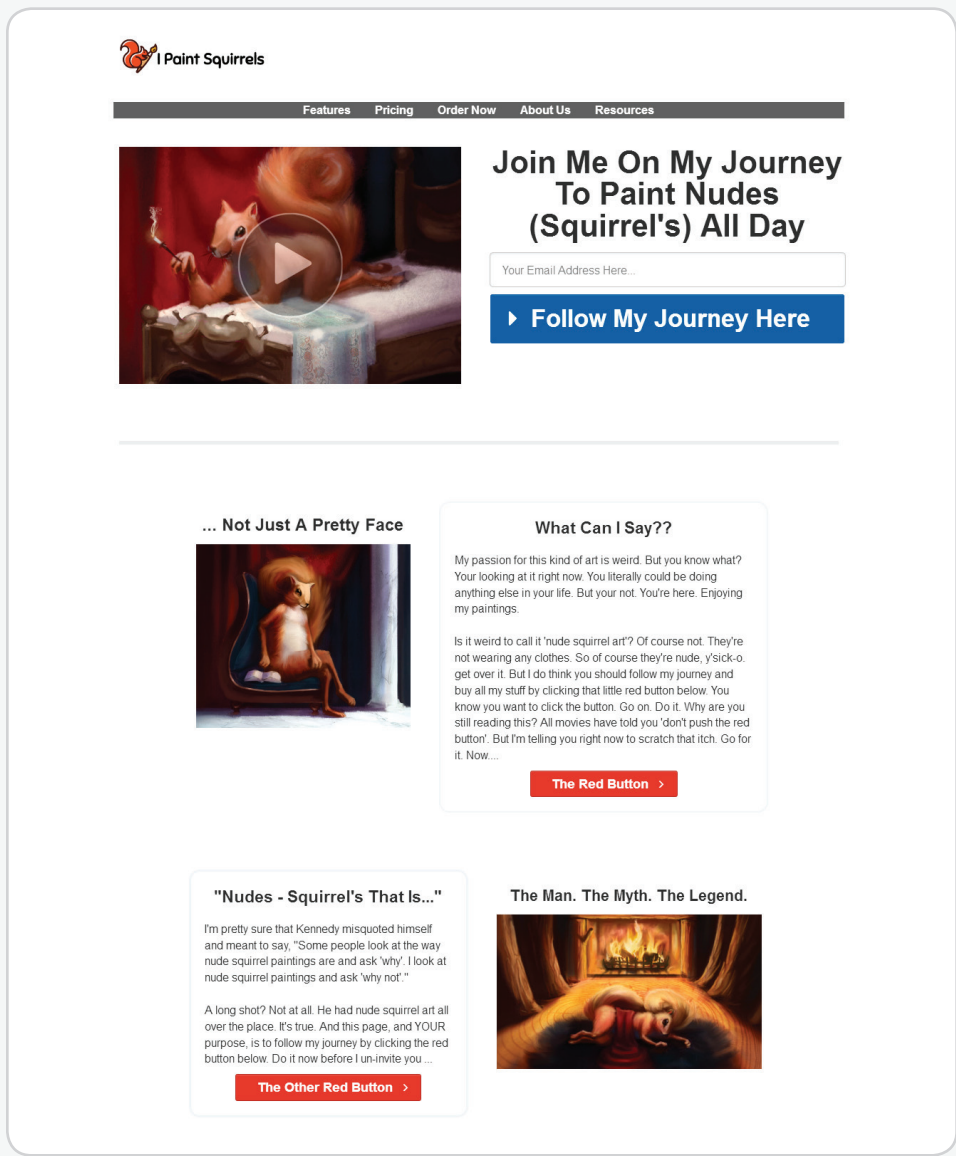 I Paint Squirrels
Features Pricing Order Now About Us Resources
Join Me On My Journey
To Paint Nudes
(Squirrel's) All Day
Your Email Address Here...
Follow My Journey Here
... Not Just A Pretty Face
What Can I Say??
My passion for this kind of art is weird. But you know what?
Your looking at it right now. You literally could be doing
anything else in your life. But your not. You're here. Enjoying
my paintings.
Is it weird to call it 'nude squirrel art'? Of course not. They're
not wearing any clothes. So of course they're nude, y'sick-o.
get over it. But I do think you should follow my journey and
buy all my stuff by clicking that little red button below. You
know you want to click the button. Go on. Do it. Why are you
still reading this? All movies have told you 'don't push the red
button'. But I'm telling you right now to scratch that itch. Go for
it. Now....
The Red Button >
"Nudes - Squirrel's That Is..."
I'm pretty sure that Kennedy misquoted himself
and meant to say, "Some people look at the way
nude squirrel paintings are and ask 'why'. I look at
nude squirrel paintings and ask 'why not'."
A long shot? Not at all. He had nude squirrel art all
over the place. It's true. And this page, and YOUR
purpose, is to follow my journey by clicking the red
button below. Do it now before I un-invite you ...
The Other Red Button >
The Man. The Myth. The Legend.